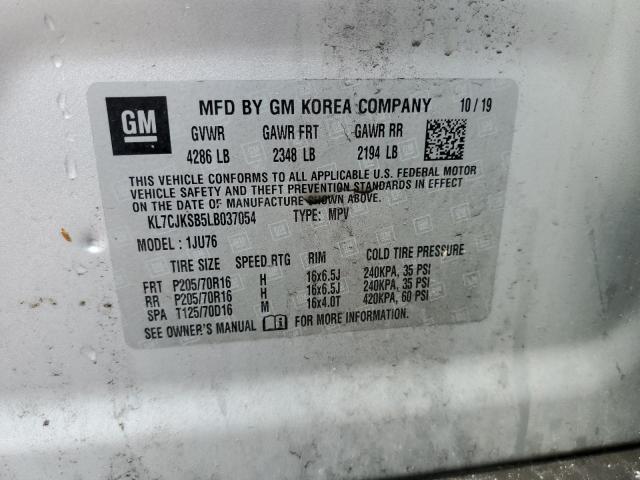 GM
MFD BY GM KOREA COMPANY 10 / 19
GVWR GAWR FRT GAWR RR
4286 LB 2348 LB 2194 LB
THIS VEHICLE CONFORMS TO ALL APPLICABLE U.S. FEDERAL MOTOR
VEHICLE SAFETY AND THEFT PREVENTION STANDARDS IN EFFECT
ON THE DATE OF MANUFACTURE SHOWN ABOVE.
KL7CJKSB5LB037054 TYPE: MPV
MODEL : 1JU76
TIRE SIZE SPEED RTG RIM COLD TIRE PRESSURE
FRT P205/70R16 H 16x6.5J 240KPA, 35 PSI
RR P205/70R16 H 16x6.5J 240KPA, 35 PSI
SPA T125/70D16 M 16x4.0T 420KPA, 60 PSI
SEE OWNER'S MANUAL FOR MORE INFORMATION.